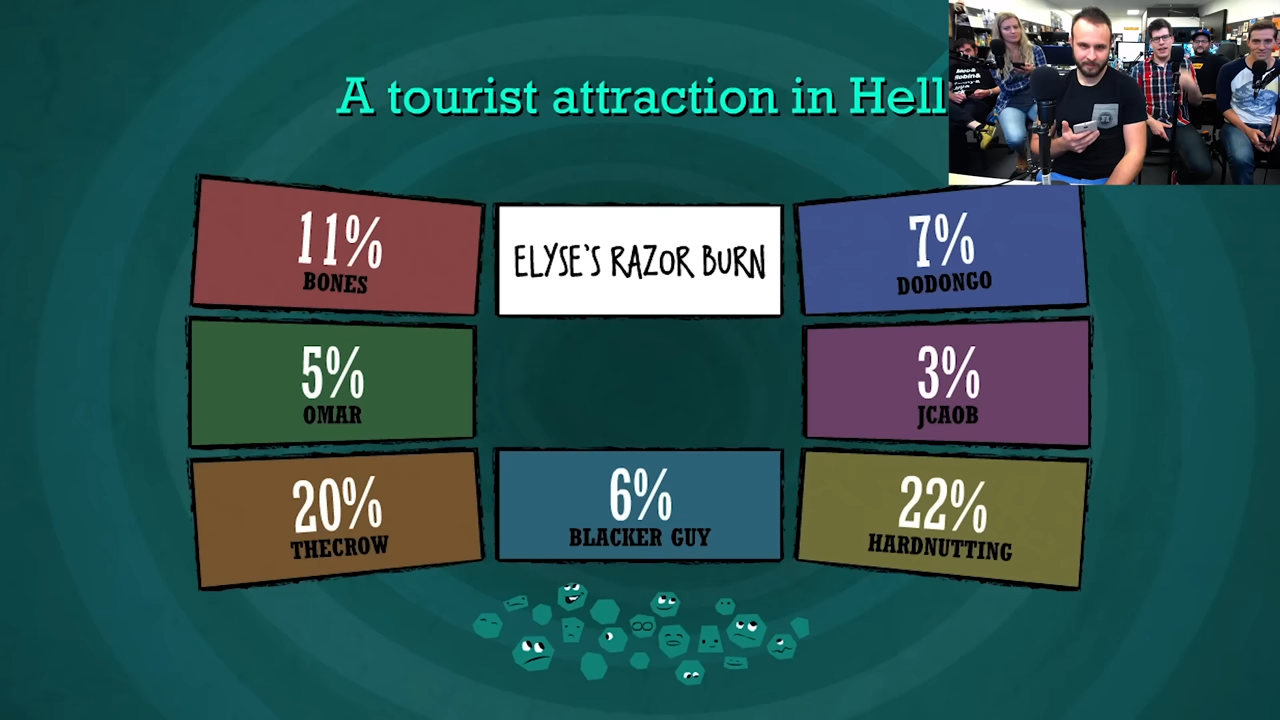 A tourist attraction in Hell
11%
BONES
ELYSE'S RAZOR BURN
7%
DODONGO
5%
OMAR
3%
JCAOB
20%
THECROW
6%
BLACKER GUY
22%
HARDNUTTING